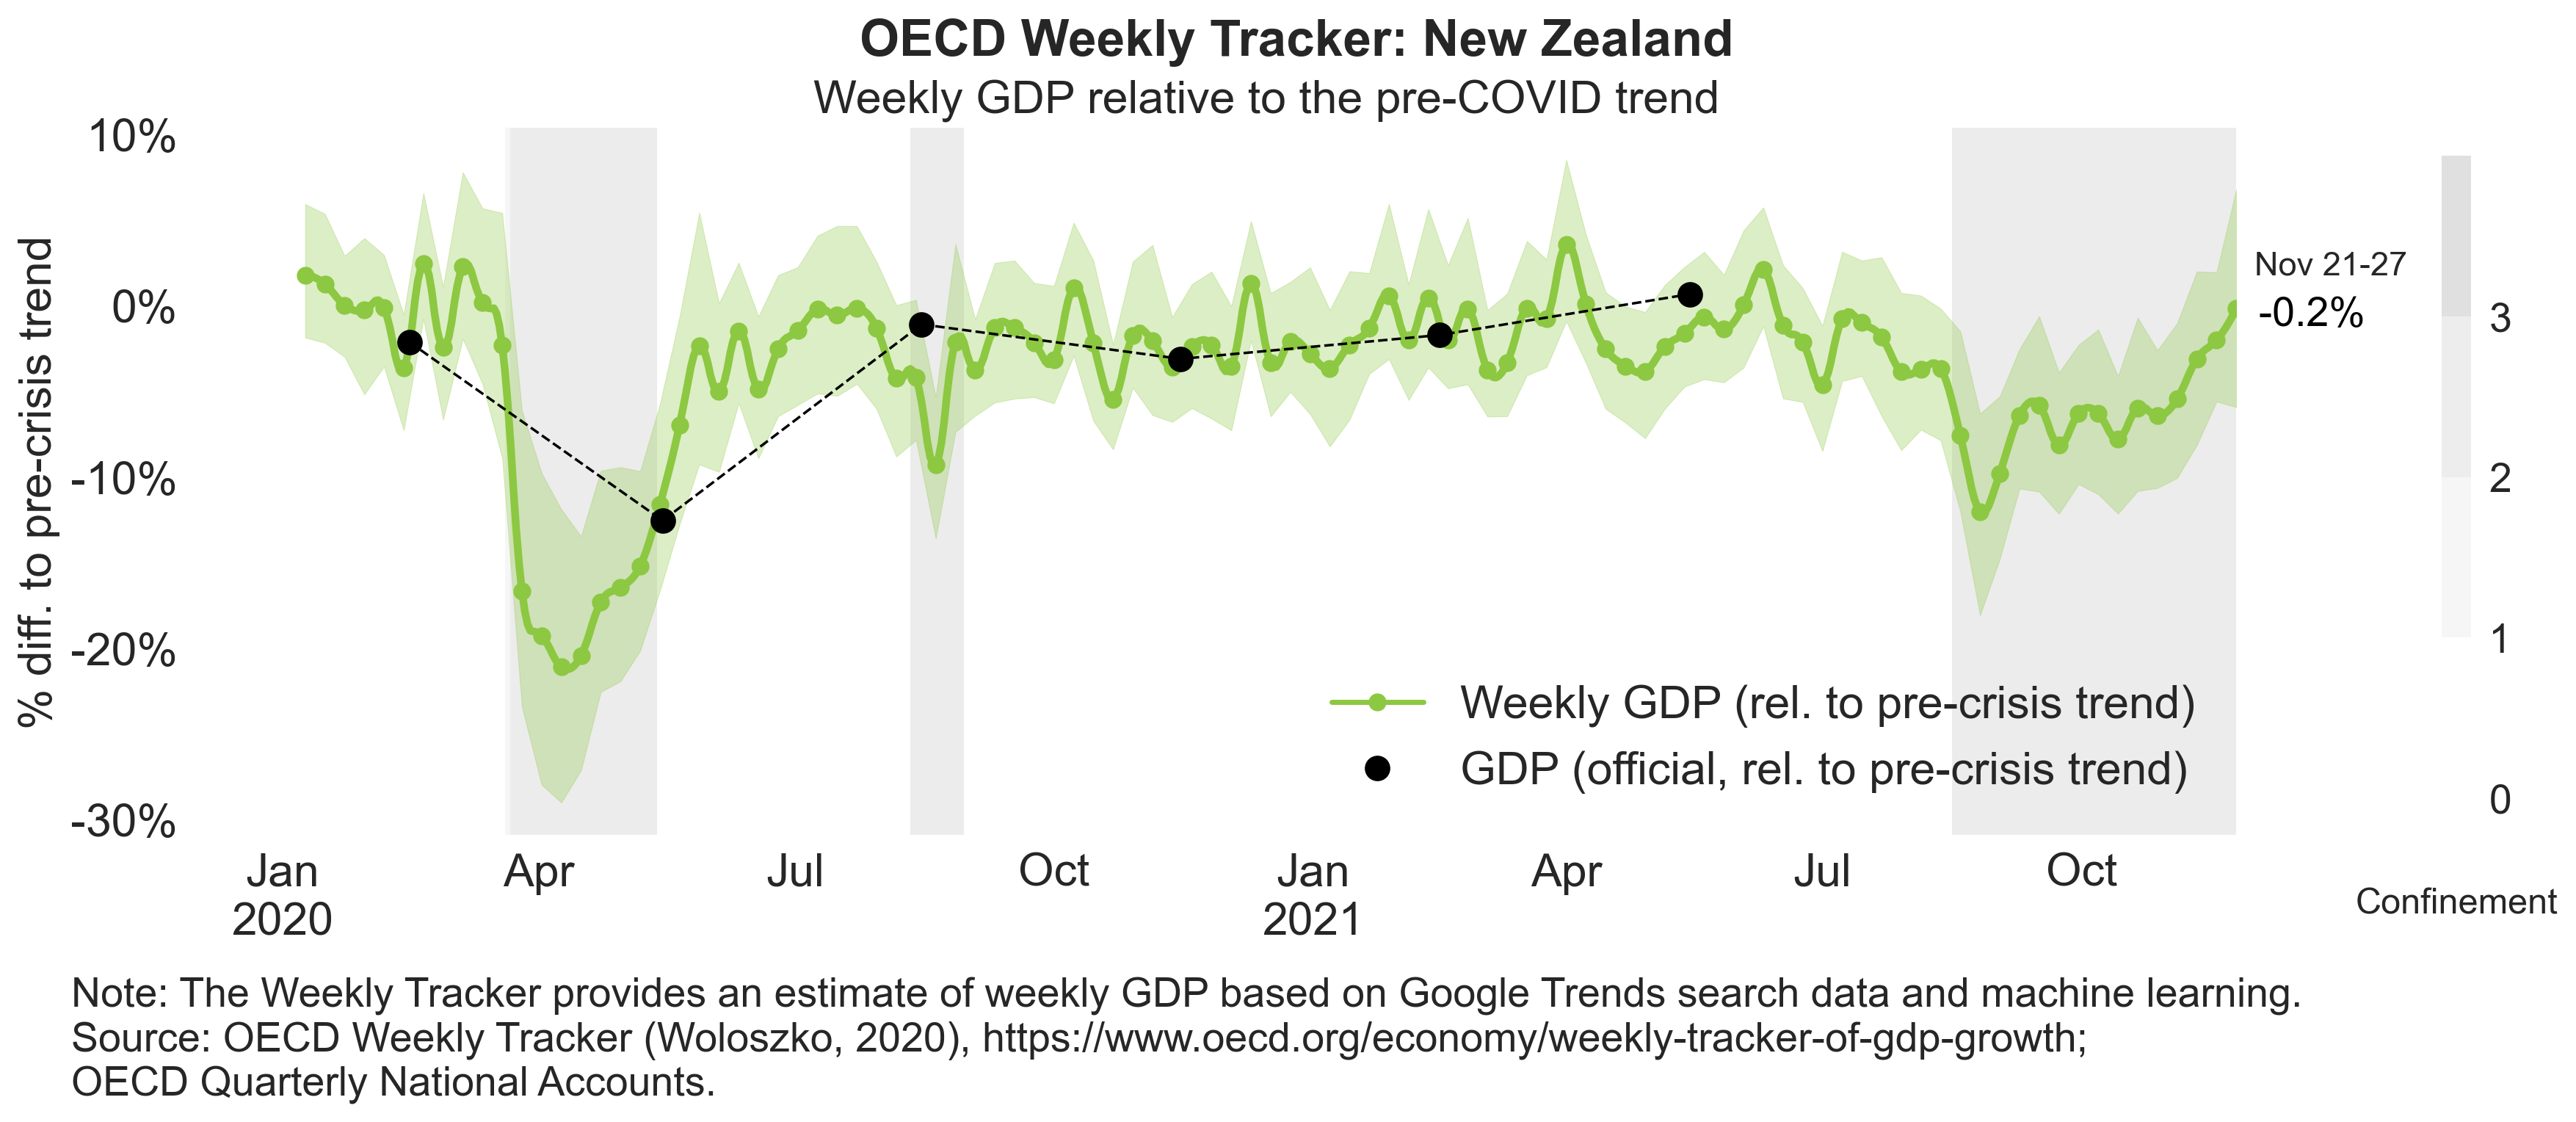 OECD Weekly Tracker: New Zealand
Weekly GDP relative to the pre-COVID trend
% diff. to pre-crisis trend
10%
0%
-10%
-20%
-30%
Nov 21-27
-0.2%
3
2
1
0
Confinement
Weekly GDP (rel. to pre-crisis trend)
GDP (official, rel. to pre-crisis trend)
Jan Apr Jul Oct Jan Apr Jul Oct
2020 2021
Note: The Weekly Tracker provides an estimate of weekly GDP based on Google Trends search data and machine learning.
Source: OECD Weekly Tracker (Woloszko, 2020), https://www.oecd.org/economy/weekly-tracker-of-gdp-growth;
OECD Quarterly National Accounts.